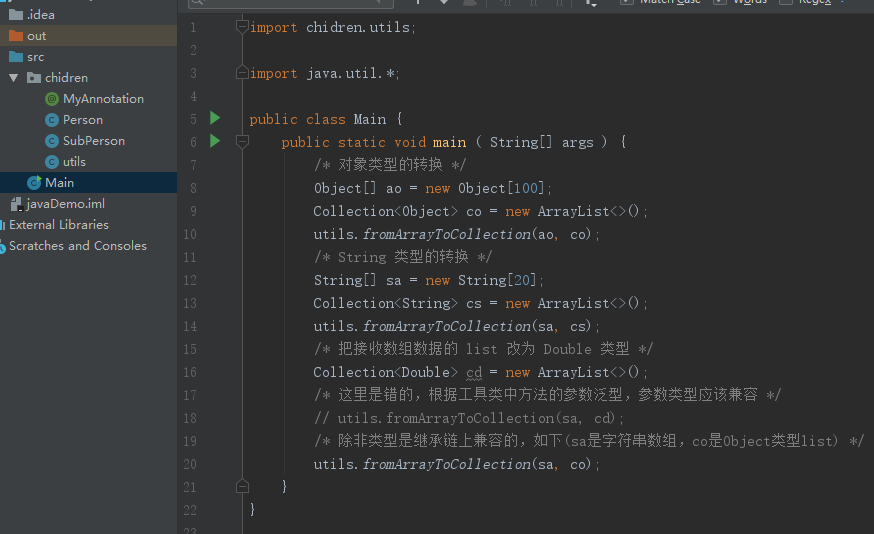 Match Case
Words
Regex
.idea
out
src
chidren
MyAnnotation
Person
SubPerson
utils
Main
javaDemo.iml
External Libraries
Scratches and Consoles
1 import chidren.utils;
2
3 import java.util.*;
4
5 public class Main {
6 public static void main ( String[] args ) {
7 /* 对象类型的转换 */
8 Object[] ao = new Object[100];
9 Collection<Object> co = new ArrayList<>();
10 utils.fromArrayToCollection(ao, co);
11 /* String 类型的转换 */
12 String[] sa = new String[20];
13 Collection<String> cs = new ArrayList<>();
14 utils.fromArrayToCollection(sa, cs);
15 /* 把接收数组数据的 list 改为 Double 类型 */
16 Collection<Double> cd = new ArrayList<>();
17 /* 这里是错的，根据工具类中方法的参数泛型，参数类型应该兼容 */
18 // utils.fromArrayToCollection(sa, cd);
19 /* 除非类型是继承链上兼容的，如下(sa是字符串数组，co是Object类型list) */
20 utils.fromArrayToCollection(sa, co);
21 }
22 }
23